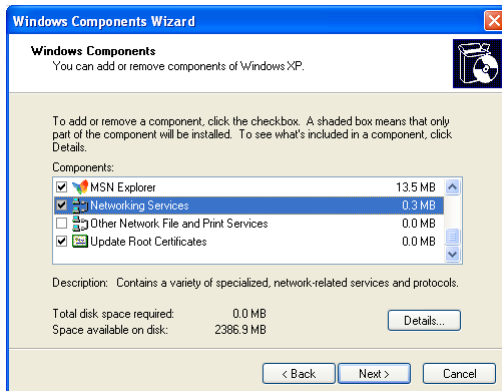 Windows Components Wizard
Windows Components
You can add or remove components of Windows XP.
To add or remove a component, click the checkbox. A shaded box means that only
part of the component will be installed. To see what's included in a component, click
Details.
Components:
MSN Explorer 13.5 MB
Networking Services 0.3 MB
Other Network File and Print Services 0.0 MB
Update Root Certificates 0.0 MB
Description: Contains a variety of specialized, network-related services and protocols.
Total disk space required: 0.0 MB
Space available on disk: 2386.9 MB
Details...
< Back Next > Cancel